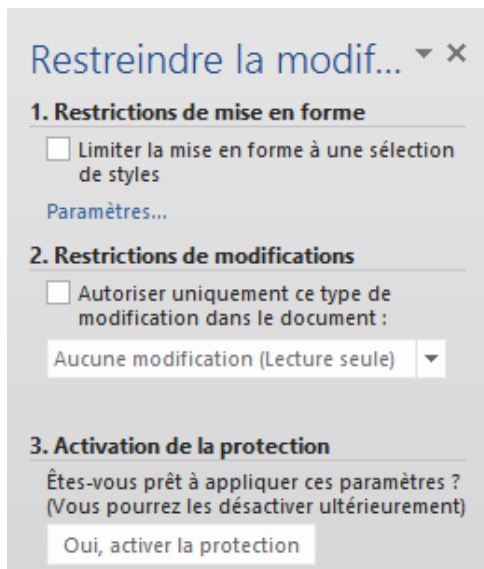 Restreindre la modif...
1. Restrictions de mise en forme
Limiter la mise en forme à une sélection
de styles
Paramètres...
2. Restrictions de modifications
Autoriser uniquement ce type de
modification dans le document :
Aucune modification (Lecture seule)
3. Activation de la protection
Êtes-vous prêt à appliquer ces paramètres ?
(Vous pourrez les désactiver ultérieurement)
Oui, activer la protection